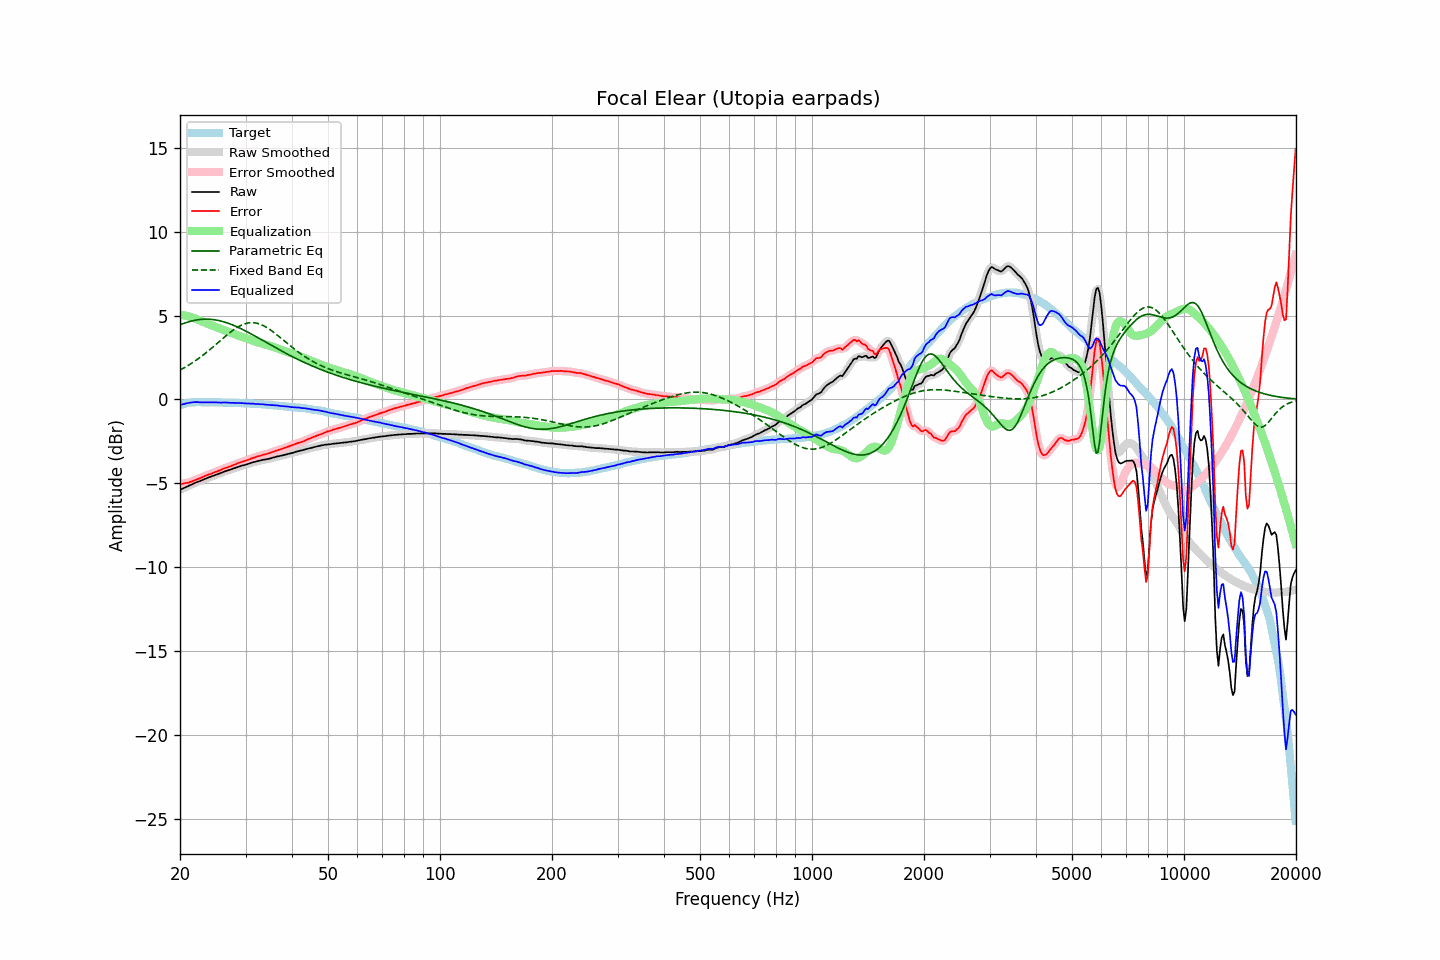 Focal Elear (Utopia earpads)
Target
Raw Smoothed
Error Smoothed
Raw
Error
Equalization
Parametric Eq
Fixed Band Eq
Equalized
15
10
5
0
−5
−10
−15
−20
−25
Amplitude (dBr)
20 50 100 200 500 1000 2000 5000 10000 20000
Frequency (Hz)